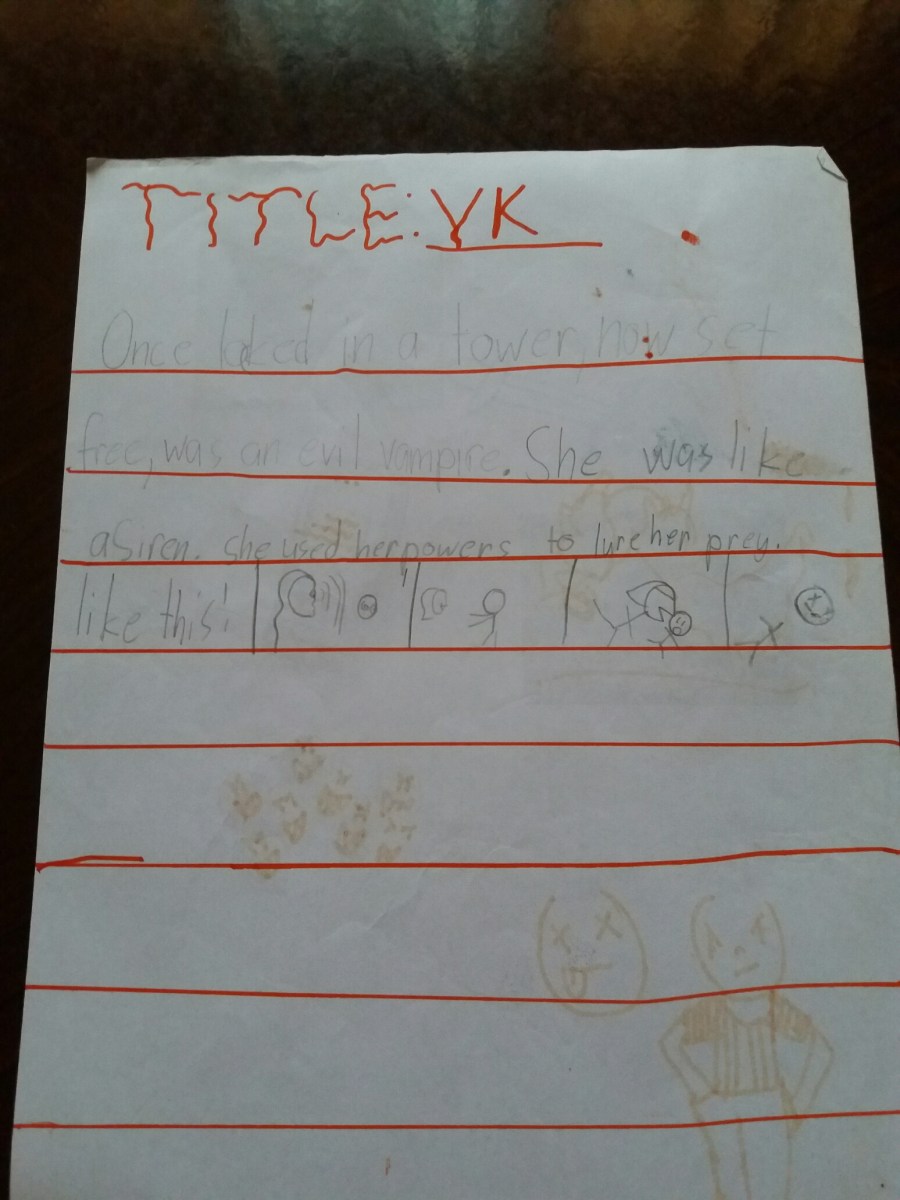 TITLE: VK
Once locked in a tower, now set
free, was an evil vampire. She was like
a Siren. she used her powers to lure her prey.
like this!